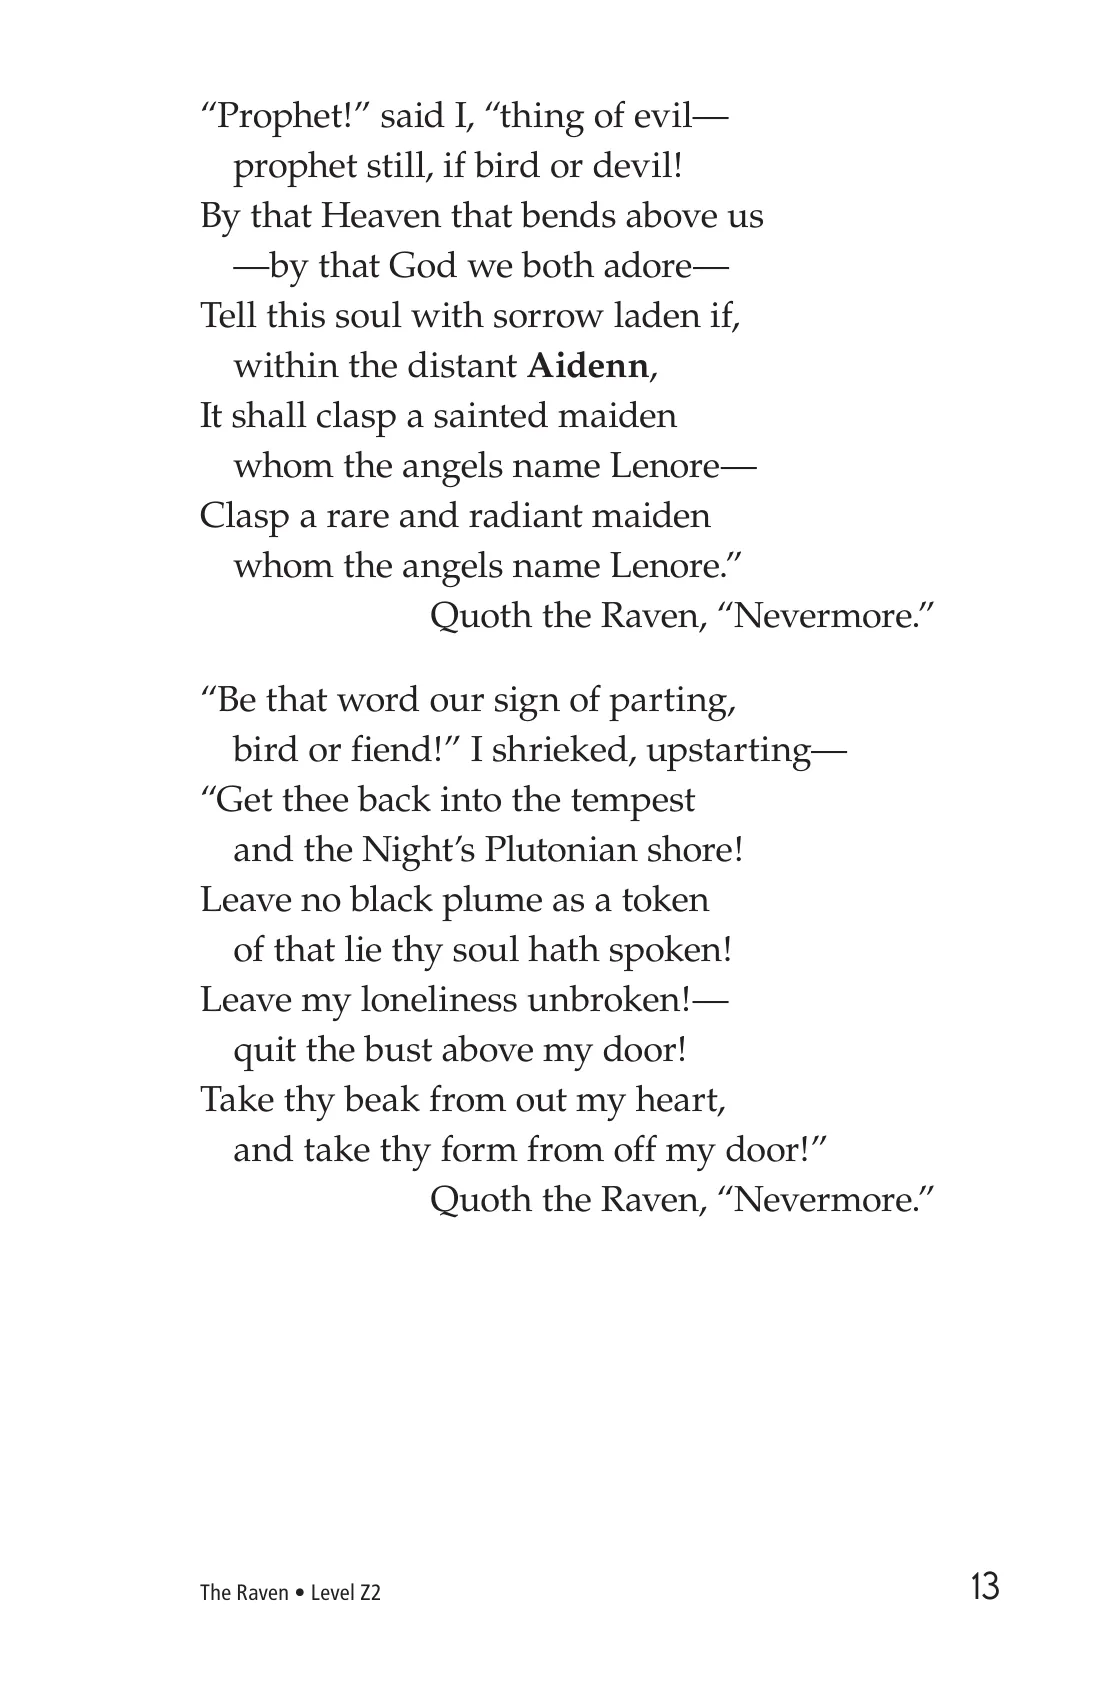 “Prophet!” said I, “thing of evil—
prophet still, if bird or devil!
By that Heaven that bends above us
—by that God we both adore—
Tell this soul with sorrow laden if,
within the distant Aidenn,
It shall clasp a sainted maiden
whom the angels name Lenore—
Clasp a rare and radiant maiden
whom the angels name Lenore.”
Quoth the Raven, “Nevermore.”
“Be that word our sign of parting,
bird or fiend!” I shrieked, upstarting—
“Get thee back into the tempest
and the Night’s Plutonian shore!
Leave no black plume as a token
of that lie thy soul hath spoken!
Leave my loneliness unbroken!—
quit the bust above my door!
Take thy beak from out my heart,
and take thy form from off my door!”
Quoth the Raven, “Nevermore.”
The Raven • Level Z2
13